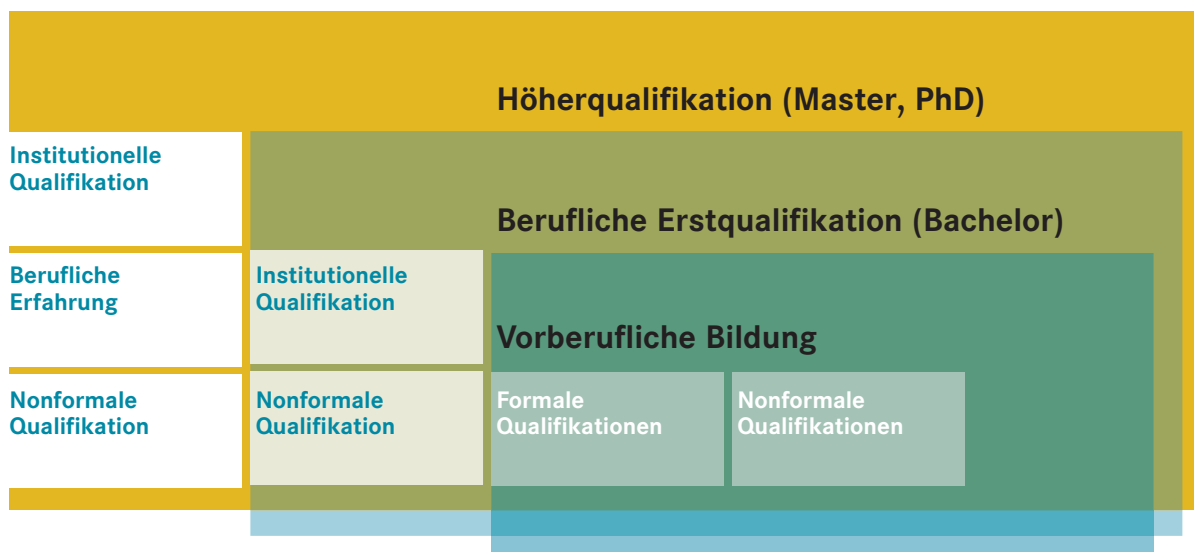 Höherqualifikation (Master, PhD)
Institutionelle
Qualifikation
Berufliche Erstqualifikation (Bachelor)
Berufliche
Erfahrung
Institutionelle
Qualifikation
Vorberufliche Bildung
Nonformale
Qualifikation
Nonformale
Qualifikation
Formale
Qualifikationen
Nonformale
Qualifikationen